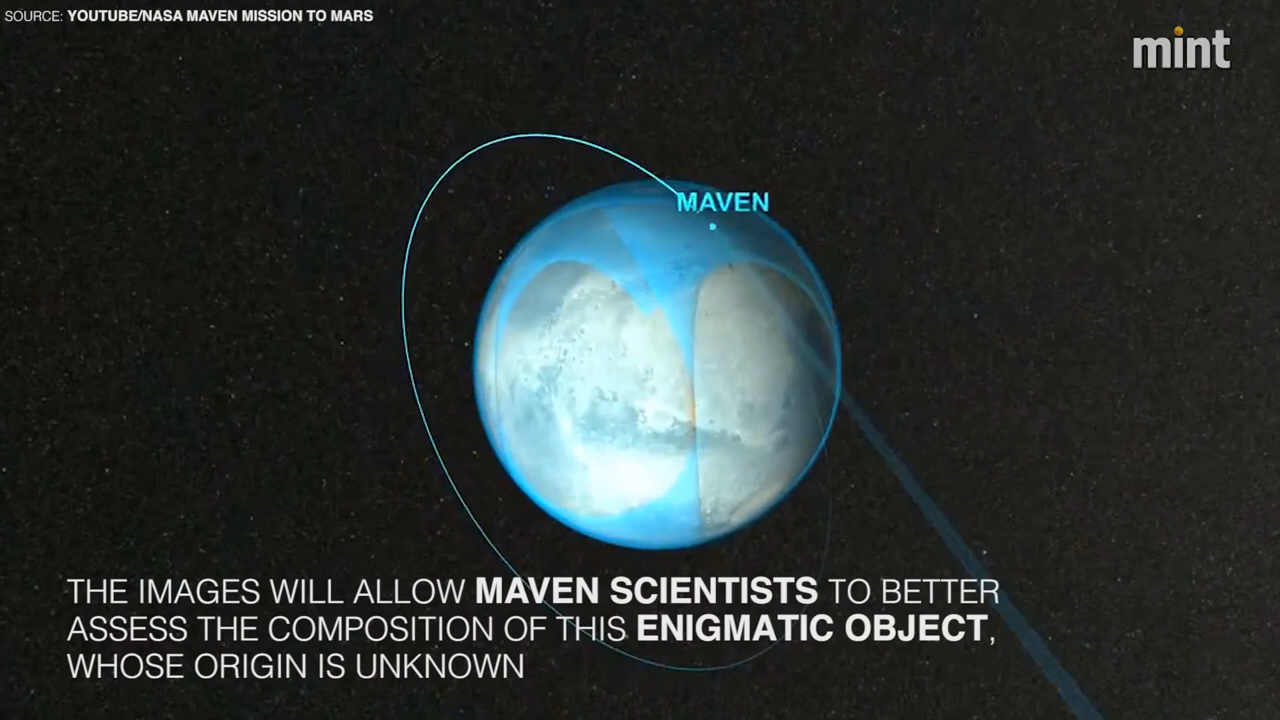 SOURCE: YOUTUBE/NASA MAVEN MISSION TO MARS
mint
MAVEN
THE IMAGES WILL ALLOW MAVEN SCIENTISTS TO BETTER
ASSESS THE COMPOSITION OF THIS ENIGMATIC OBJECT,
WHOSE ORIGIN IS UNKNOWN